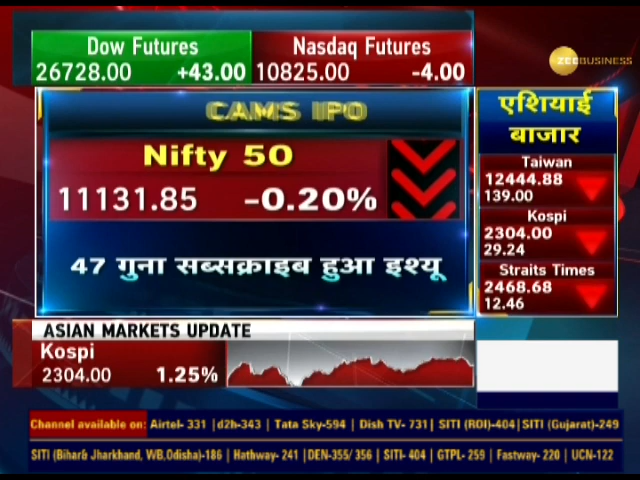 Dow Futures
26728.00 +43.00
Nasdaq Futures
10825.00 -4.00
ZEEBUSINESS
CAMS IPO
Nifty 50
11131.85 -0.20%
47 गुना सब्सक्राइब हुआ इश्यू
एशियाई
बाजार
Taiwan
12444.88
139.00
Kospi
2304.00
29.24
Straits Times
2468.68
12.46
ASIAN MARKETS UPDATE
Kospi
2304.00 1.25%
Channel available on: Airtel- 331 | d2h-343 | Tata Sky-594 | Dish TV- 731| SITI (ROI)-404| SITI (Gujarat)-249
SITI (Bihar& Jharkhand, WB,Odisha)-186 | Hathway- 241 |DEN-355/ 356 | SITI- 404 | GTPL- 259 | Fastway- 220 | UCN-122